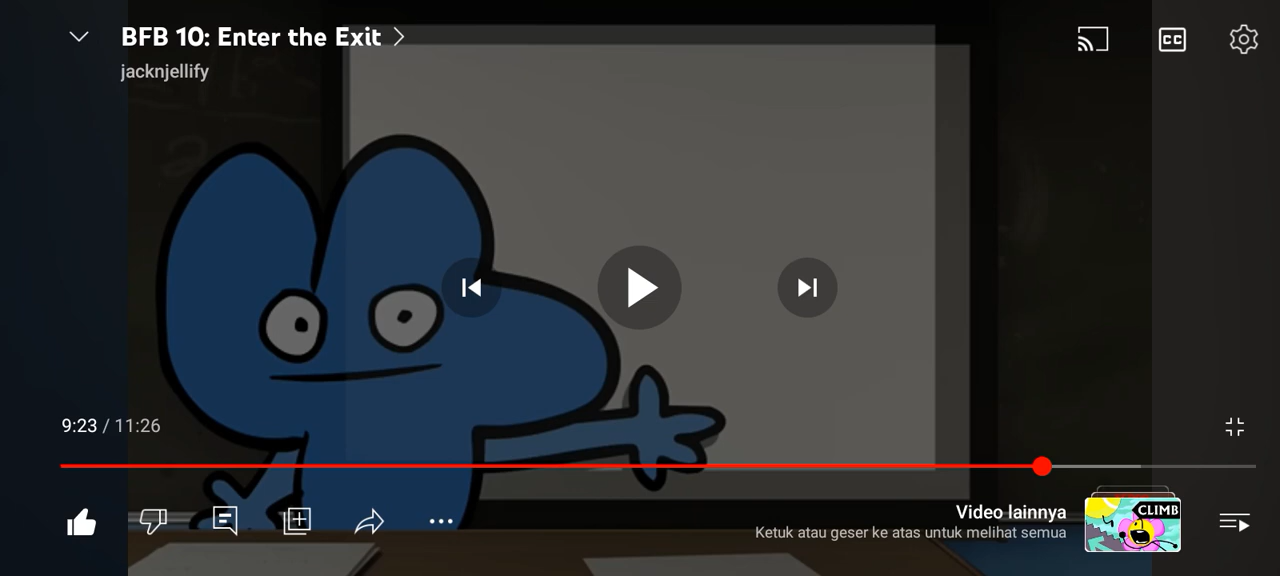 BFB 10: Enter the Exit
jacknjellify
CC
9:23 / 11:26
Video lainnya
Ketuk atau geser ke atas untuk melihat semua
CLIMB